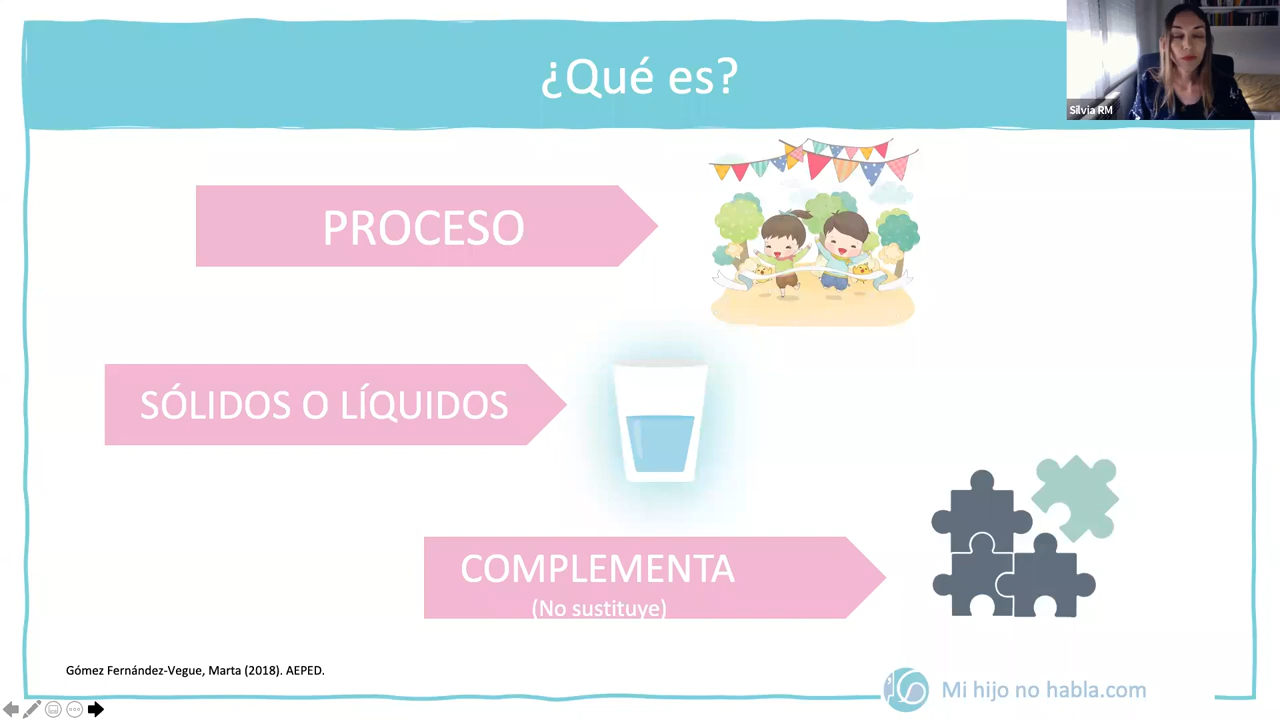 ¿Qué es?
Silvia RM
PROCESO
SÓLIDOS O LÍQUIDOS
COMPLEMENTA
(No sustituye)
Gómez Fernández-Vegue, Marta (2018). AEPED.
Mi hijo no habla.com